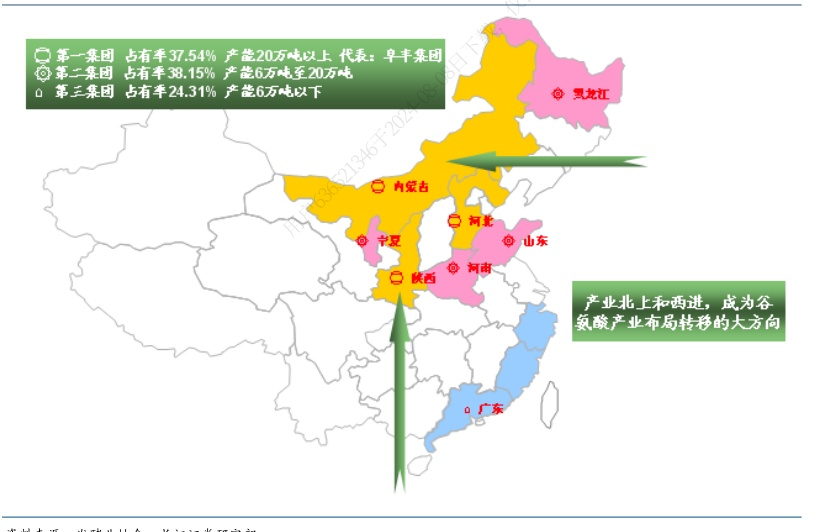 第一集团 占有率37.54% 产能20万吨以上 代表：阜丰集团
第二集团 占有率38.15% 产能6万吨至20万吨
第三集团 占有率24.31% 产能6万以下
黑龙江
内蒙古
河北
宁夏
山东
河南
陕西
产业北上和西进，成为谷
氨酸产业布局转移的大方向
广东